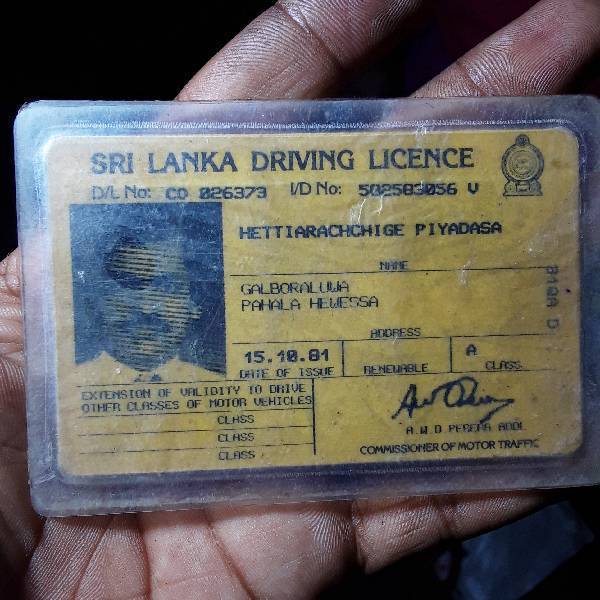 SRI LANKA DRIVING LICENCE
D/L No: CO 026373 I/D No: 502583056 V
HETTIARACHCHIGE PIYADASA
NAME
GALBORALUWA
PAHALA HEWESSA
ADDRESS
15.10.81
DATE OF ISSUE
RENEWABLE
A
CLASS
EXTENSION OF VALIDITY TO DRIVE
OTHER CLASSES OF MOTOR VEHICLES
CLASS
CLASS
CLASS
A.W.D PERERA ADDL
COMMISSIONER OF MOTOR TRAFFIC